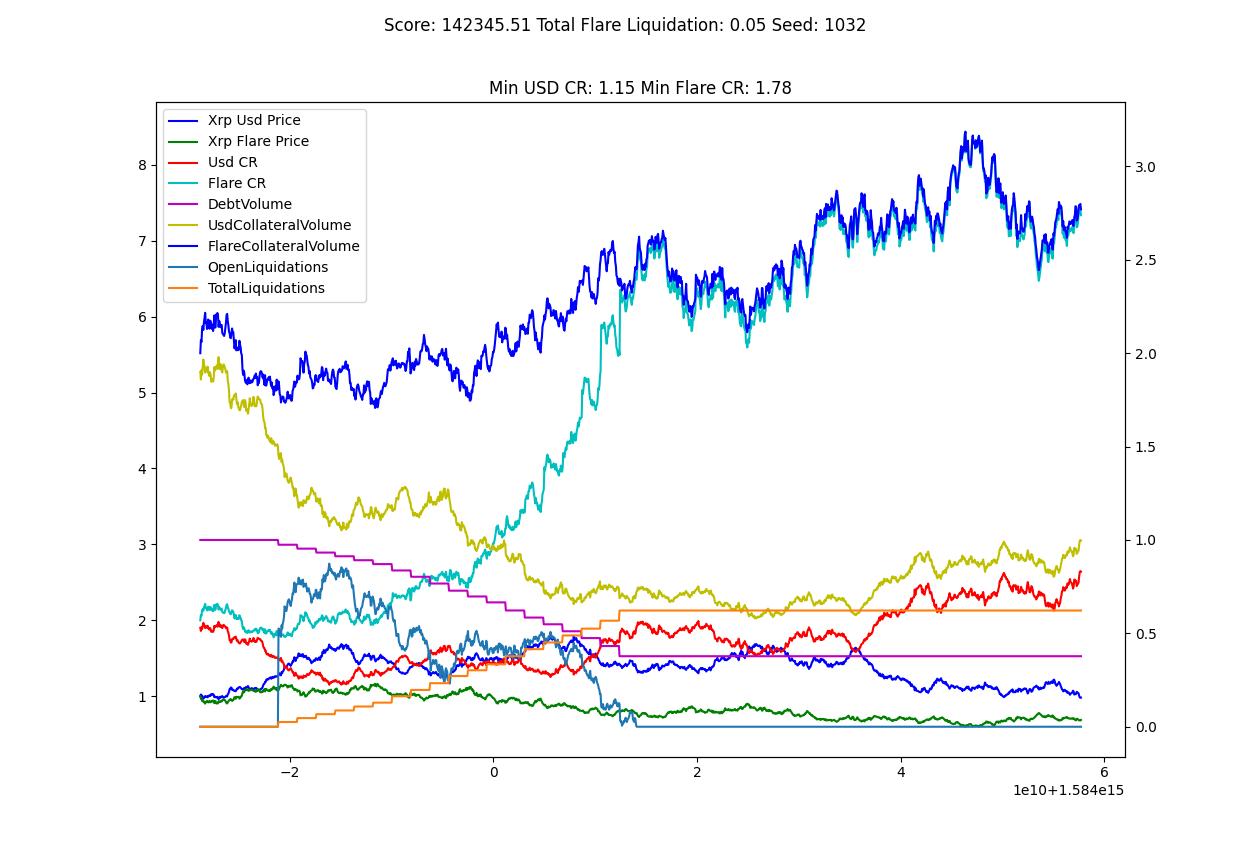 Score: 142345.51 Total Flare Liquidation: 0.05 Seed: 1032
Min USD CR: 1.15 Min Flare CR: 1.78
Xrp Usd Price
Xrp Flare Price
Usd CR
Flare CR
DebtVolume
UsdCollateralVolume
FlareCollateralVolume
OpenLiquidations
TotalLiquidations
8
7
6
5
4
3
2
1
3.0
2.5
2.0
1.5
1.0
0.5
0.0
−2 0 2 4 6
1e10+1.584e15